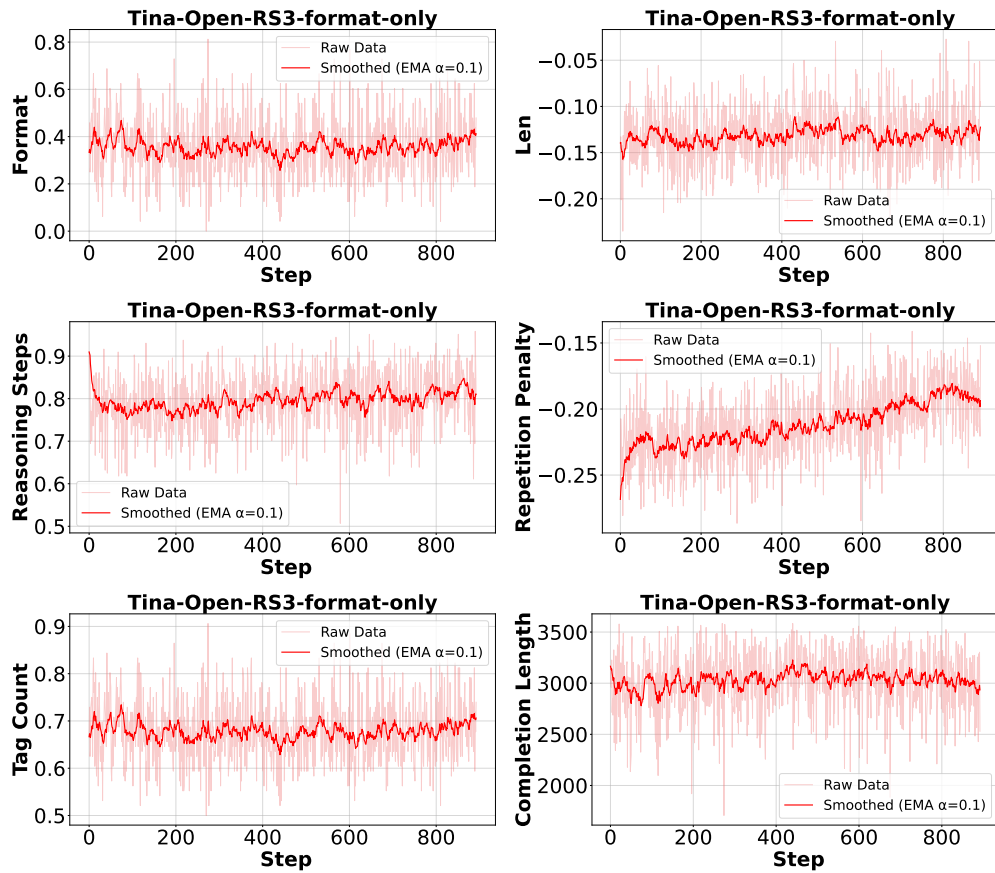 Tina-Open-RS3-format-only
Format
0.8
0.6
0.4
0.2
0.0
0 200 400 600 800
Step
Raw Data
Smoothed (EMA α=0.1)
Tina-Open-RS3-format-only
Len
−0.05
−0.10
−0.15
−0.20
0 200 400 600 800
Step
Raw Data
Smoothed (EMA α=0.1)
Tina-Open-RS3-format-only
Reasoning Steps
0.9
0.8
0.7
0.6
0.5
0 200 400 600 800
Step
Raw Data
Smoothed (EMA α=0.1)
Tina-Open-RS3-format-only
Repetition Penalty
−0.15
−0.20
−0.25
0 200 400 600 800
Step
Raw Data
Smoothed (EMA α=0.1)
Tina-Open-RS3-format-only
Tag Count
0.9
0.8
0.7
0.6
0.5
0 200 400 600 800
Step
Raw Data
Smoothed (EMA α=0.1)
Tina-Open-RS3-format-only
Completion Length
3500
3000
2500
2000
0 200 400 600 800
Step
Raw Data
Smoothed (EMA α=0.1)